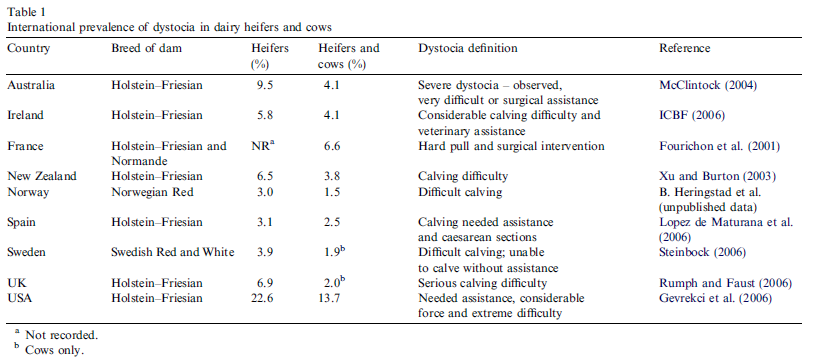 Table 1
International prevalence of dystocia in dairy heifers and cows
Country Breed of dam Heifers (%) Heifers and cows (%) Dystocia definition Reference
Australia Holstein–Friesian 9.5 4.1 Severe dystocia – observed, very difficult or surgical assistance McClintock (2004)
Ireland Holstein–Friesian 5.8 4.1 Considerable calving difficulty and veterinary assistance ICBF (2006)
France Holstein–Friesian and Normande NRa 6.6 Hard pull and surgical intervention Fourichon et al. (2001)
New Zealand Holstein–Friesian 6.5 3.8 Calving difficulty Xu and Burton (2003)
Norway Norwegian Red 3.0 1.5 Difficult calving B. Heringstad et al. (unpublished data)
Spain Holstein–Friesian 3.1 2.5 Calving needed assistance and caesarean sections Lopez de Maturana et al. (2006)
Sweden Swedish Red and White 3.9 1.9b Difficult calving; unable to calve without assistance Steinbock (2006)
UK Holstein–Friesian 6.9 2.0b Serious calving difficulty Rumph and Faust (2006)
USA Holstein–Friesian 22.6 13.7 Needed assistance, considerable force and extreme difficulty Gevrekci et al. (2006)
a Not recorded.
b Cows only.